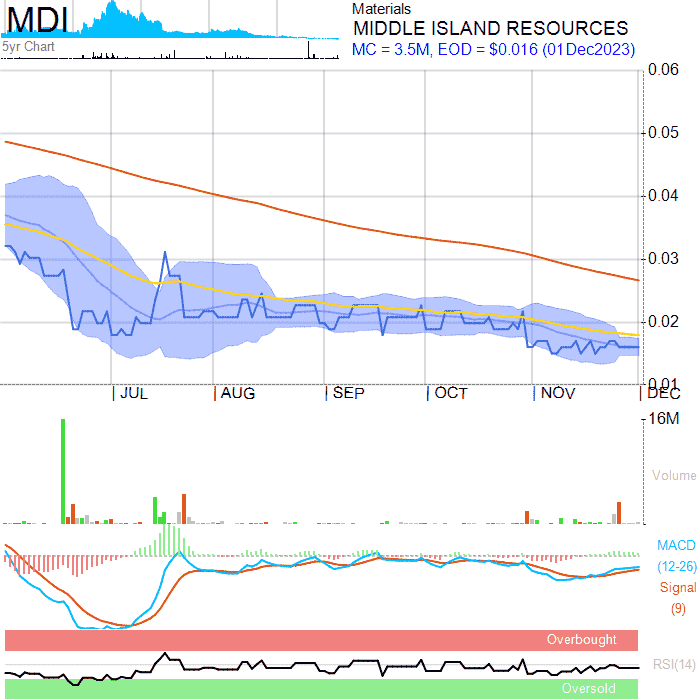 MDI
5yr Chart
Materials
MIDDLE ISLAND RESOURCES
MC = 3.5M, EOD = $0.016 (01Dec2023)
0.06
0.05
0.04
0.03
0.02
0.01
JUL AUG SEP OCT NOV DEC
16M
Volume
MACD
(12-26)
Signal
(9)
Overbought
RSI(14)
Oversold